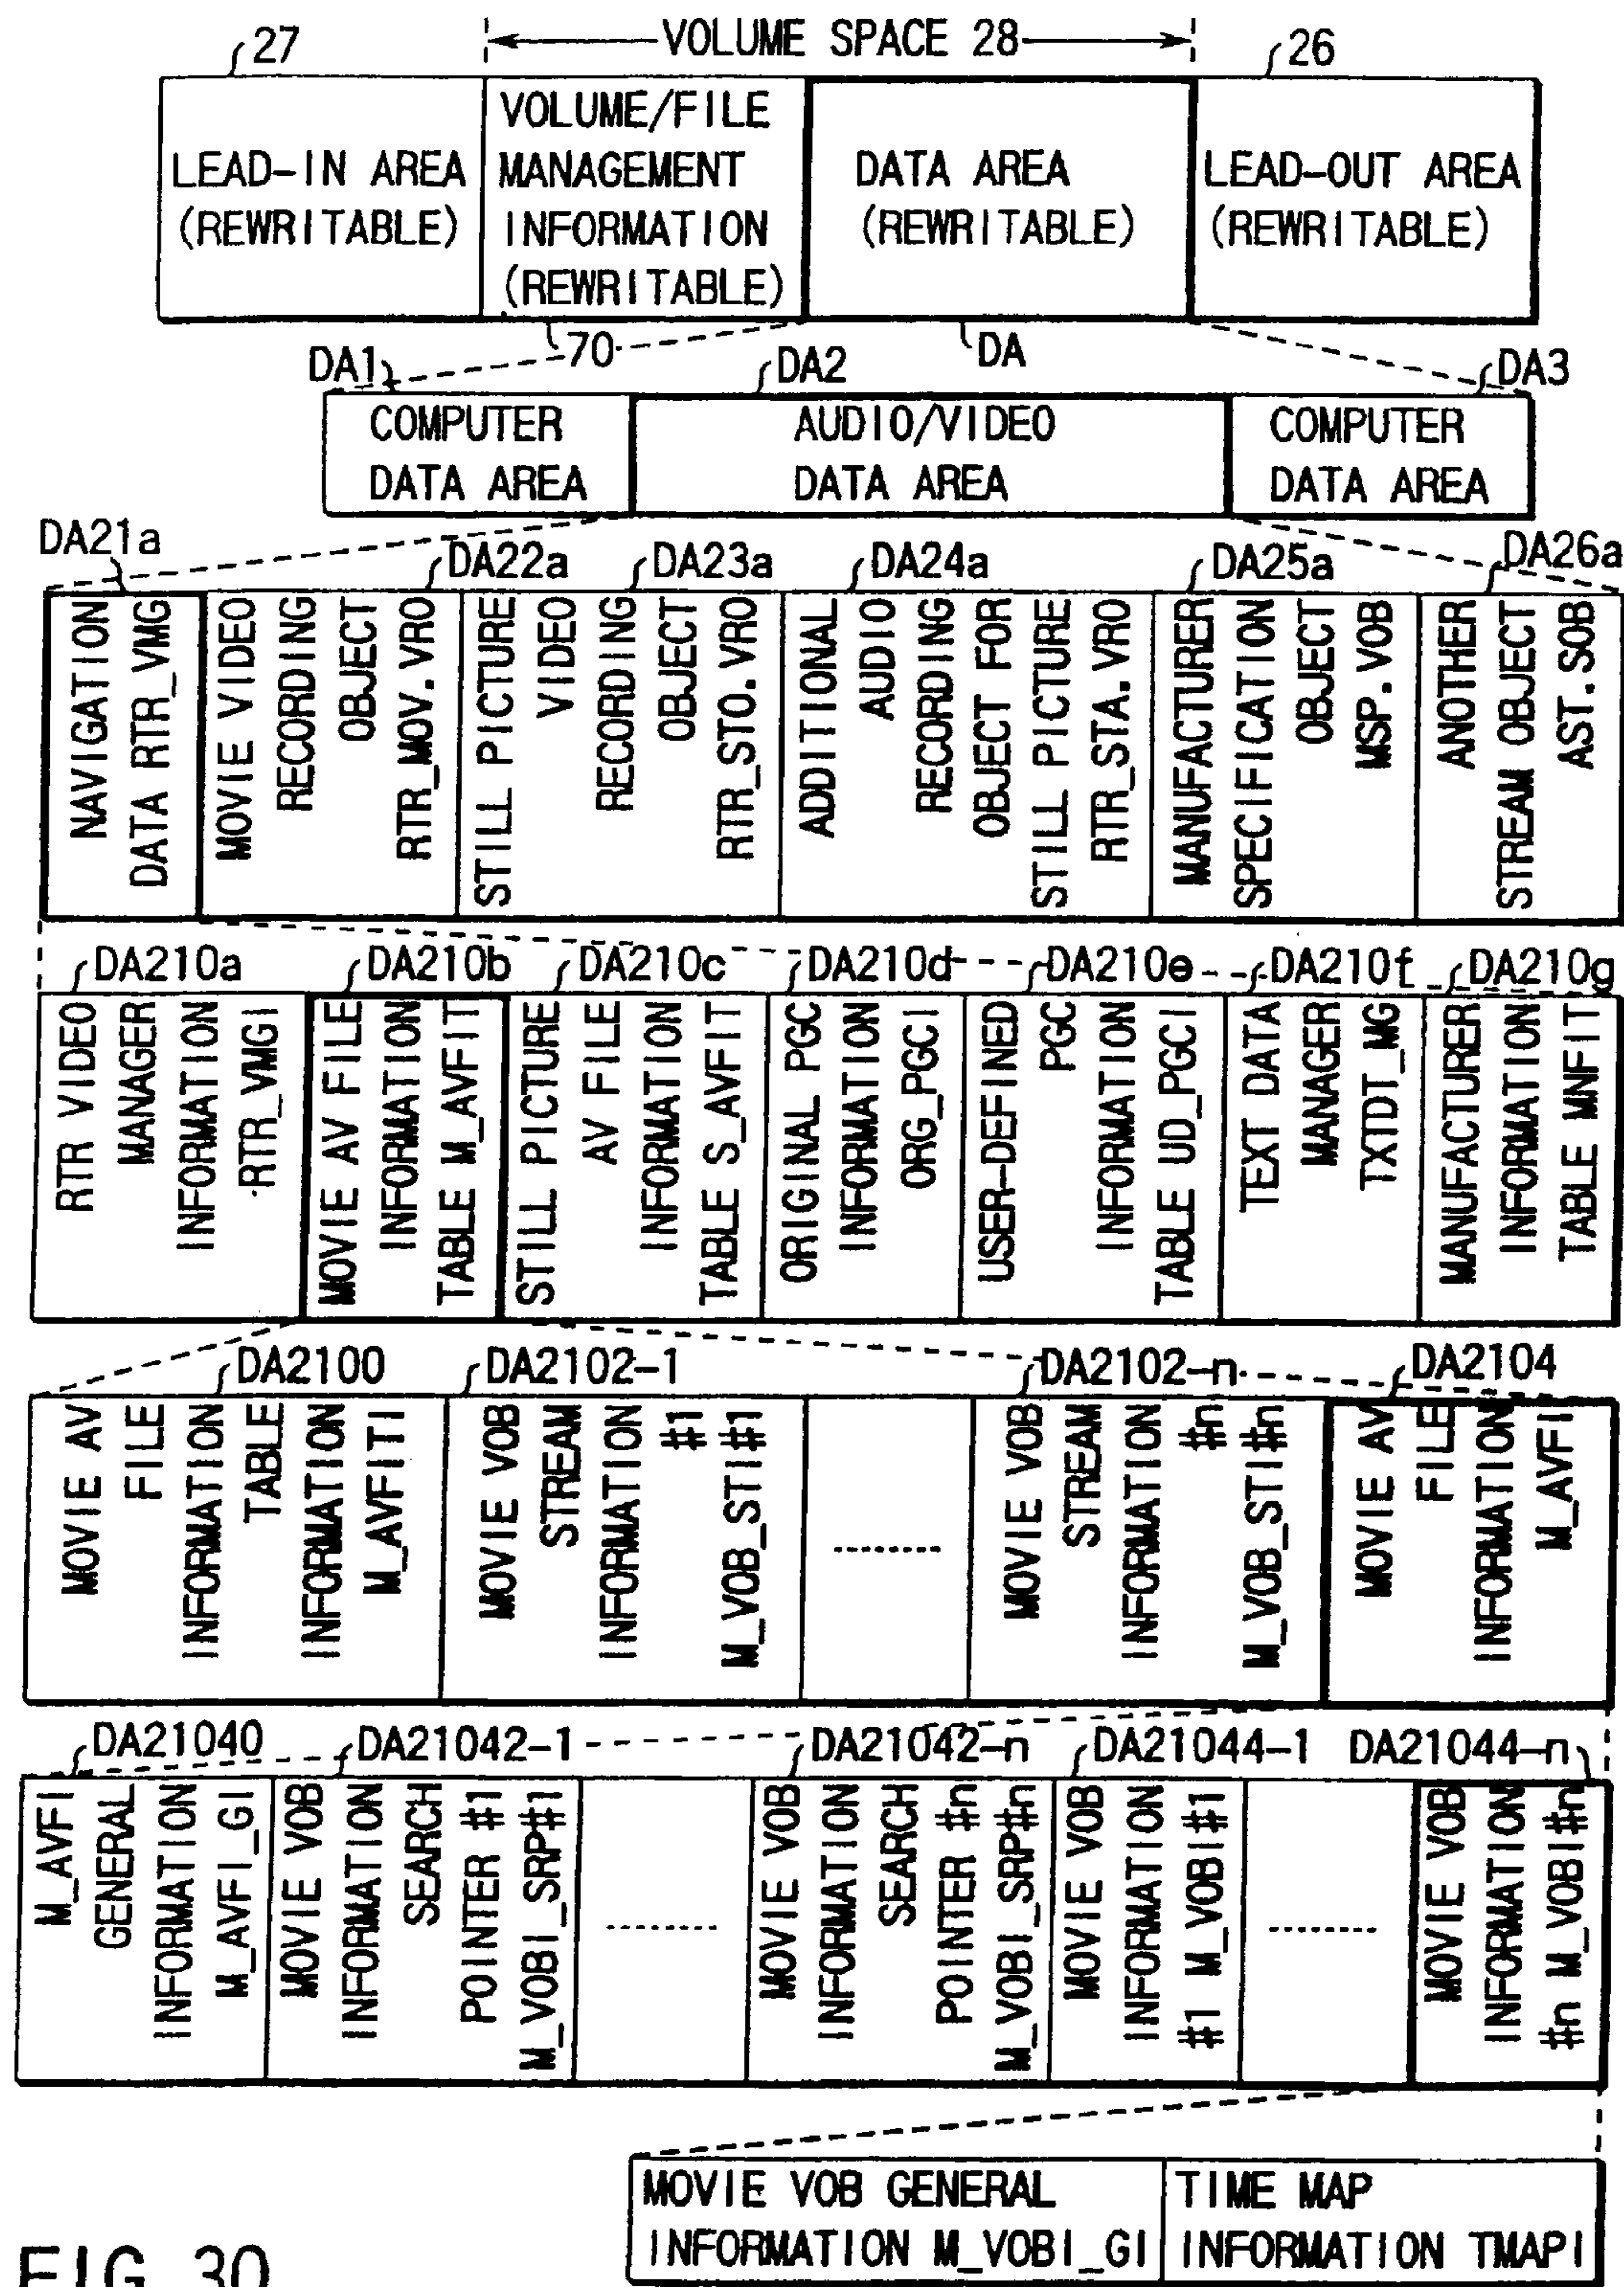 VOLUME SPACE 28
27
26
LEAD-IN AREA
(REWRITABLE)
VOLUME/FILE
MANAGEMENT
INFORMATION
(REWRITABLE)
DATA AREA
(REWRITABLE)
LEAD-OUT AREA
(REWRITABLE)
70
DA
DA1
DA2
DA3
COMPUTER
DATA AREA
AUDIO/VIDEO
DATA AREA
COMPUTER
DATA AREA
DA21a
DA22a
DA23a
DA24a
DA25a
DA26a
NAVIGATION
DATA RTR_VMG
MOVIE VIDEO
RECORDING
OBJECT
RTR_MOV.VRO
STILL PICTURE
VIDEO
RECORDING
OBJECT
RTR_STO.VRO
ADDITIONAL
AUDIO
RECORDING
OBJECT FOR
STILL PICTURE
RTR_STA.VRO
MANUFACTURER
SPECIFICATION
OBJECT
MSP.VOB
ANOTHER
STREAM OBJECT
AST.SOB
DA210a
DA210b
DA210c
DA210d
DA210e
DA210f
DA210g
RTR VIDEO
MANAGER
INFORMATION
RTR_VMGI
MOVIE AV FILE
INFORMATION
TABLE M_AVFIT
STILL PICTURE
AV FILE
INFORMATION
TABLE S_AVFIT
ORIGINAL PGC
INFORMATION
ORG_PGCI
USER-DEFINED
PGC
INFORMATION
TABLE UD_PGCI
TEXT DATA
MANAGER
TXTDT_MG
MANUFACTURER
INFORMATION
TABLE MNFIT
DA2100
DA2102-1
DA2102-n
DA2104
MOVIE AV
FILE
INFORMATION
TABLE
INFORMATION
M_AVFITI
MOVIE VOB
STREAM
INFORMATION
#1
M_VOB_STI#1
........
MOVIE VOB
STREAM
INFORMATION
#n
M_VOB_STI#n
MOVIE AV
FILE
INFORMATION
M_AVFI
DA21040
DA21042-1
DA21042-n
DA21044-1
DA21044-n
M_AVFI
GENERAL
INFORMATION
M_AVFI_GI
MOVIE VOB
INFORMATION
SEARCH
POINTER #1
M_VOBI_SRP#1
........
MOVIE VOB
INFORMATION
SEARCH
POINTER #n
M_VOBI_SRP#n
MOVIE VOB
INFORMATION
#1 M_VOBI#1
........
MOVIE VOB
INFORMATION
#n M_VOBI#n
MOVIE VOB GENERAL
INFORMATION M_VOBI_GI
TIME MAP
INFORMATION TMAPI
FIG. 30